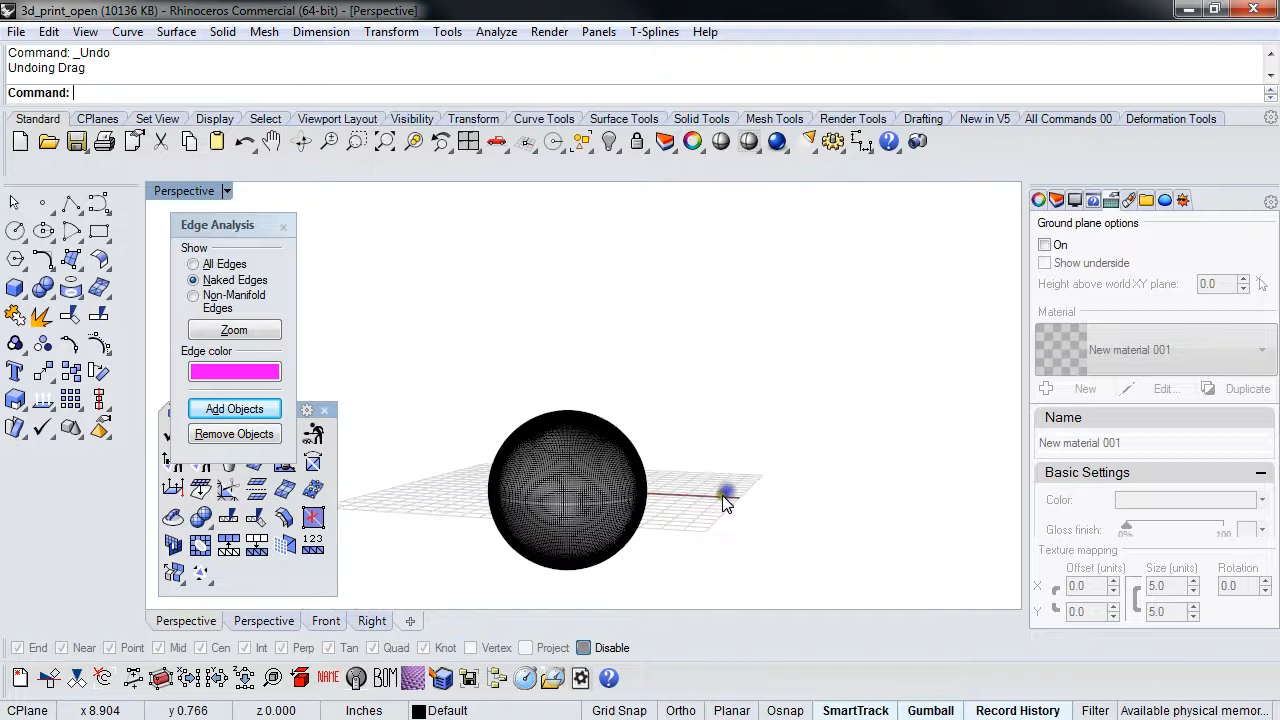 3d_print_open (10136 KB) - Rhinoceros Commercial (64-bit) - [Perspective]
File Edit View Curve Surface Solid Mesh Dimension Transform Tools Analyze Render Panels T-Splines Help
Command: _Undo
Undoing Drag
Command:
Standard CPlanes Set View Display Select Viewport Layout Visibility Transform Curve Tools Surface Tools Solid Tools Mesh Tools Render Tools Drafting New in V5 All Commands 00 Deformation Tools
Perspective
Edge Analysis
Show
All Edges
Naked Edges
Non-Manifold
Edges
Zoom
Edge color
Add Objects
Remove Objects
123
Ground plane options
On
Show underside
Height above world XY plane: 0.0
Material
New material 001
New Edit... Duplicate
Name
New material 001
Basic Settings
Color:
Gloss finish: 0% 100
Texture mapping
Offset (units) Size (units) Rotation
X 0.0 5.0 0.0
Y 0.0 5.0
Perspective Perspective Front Right
End Near Point Mid Cen Int Perp Tan Quad Knot Vertex Project Disable
NAME BOM
CPlane x 8.904 y 0.766 z 0.000 Inches Default Grid Snap Ortho Planar Osnap SmartTrack Gumball Record History Filter Available physical memor...